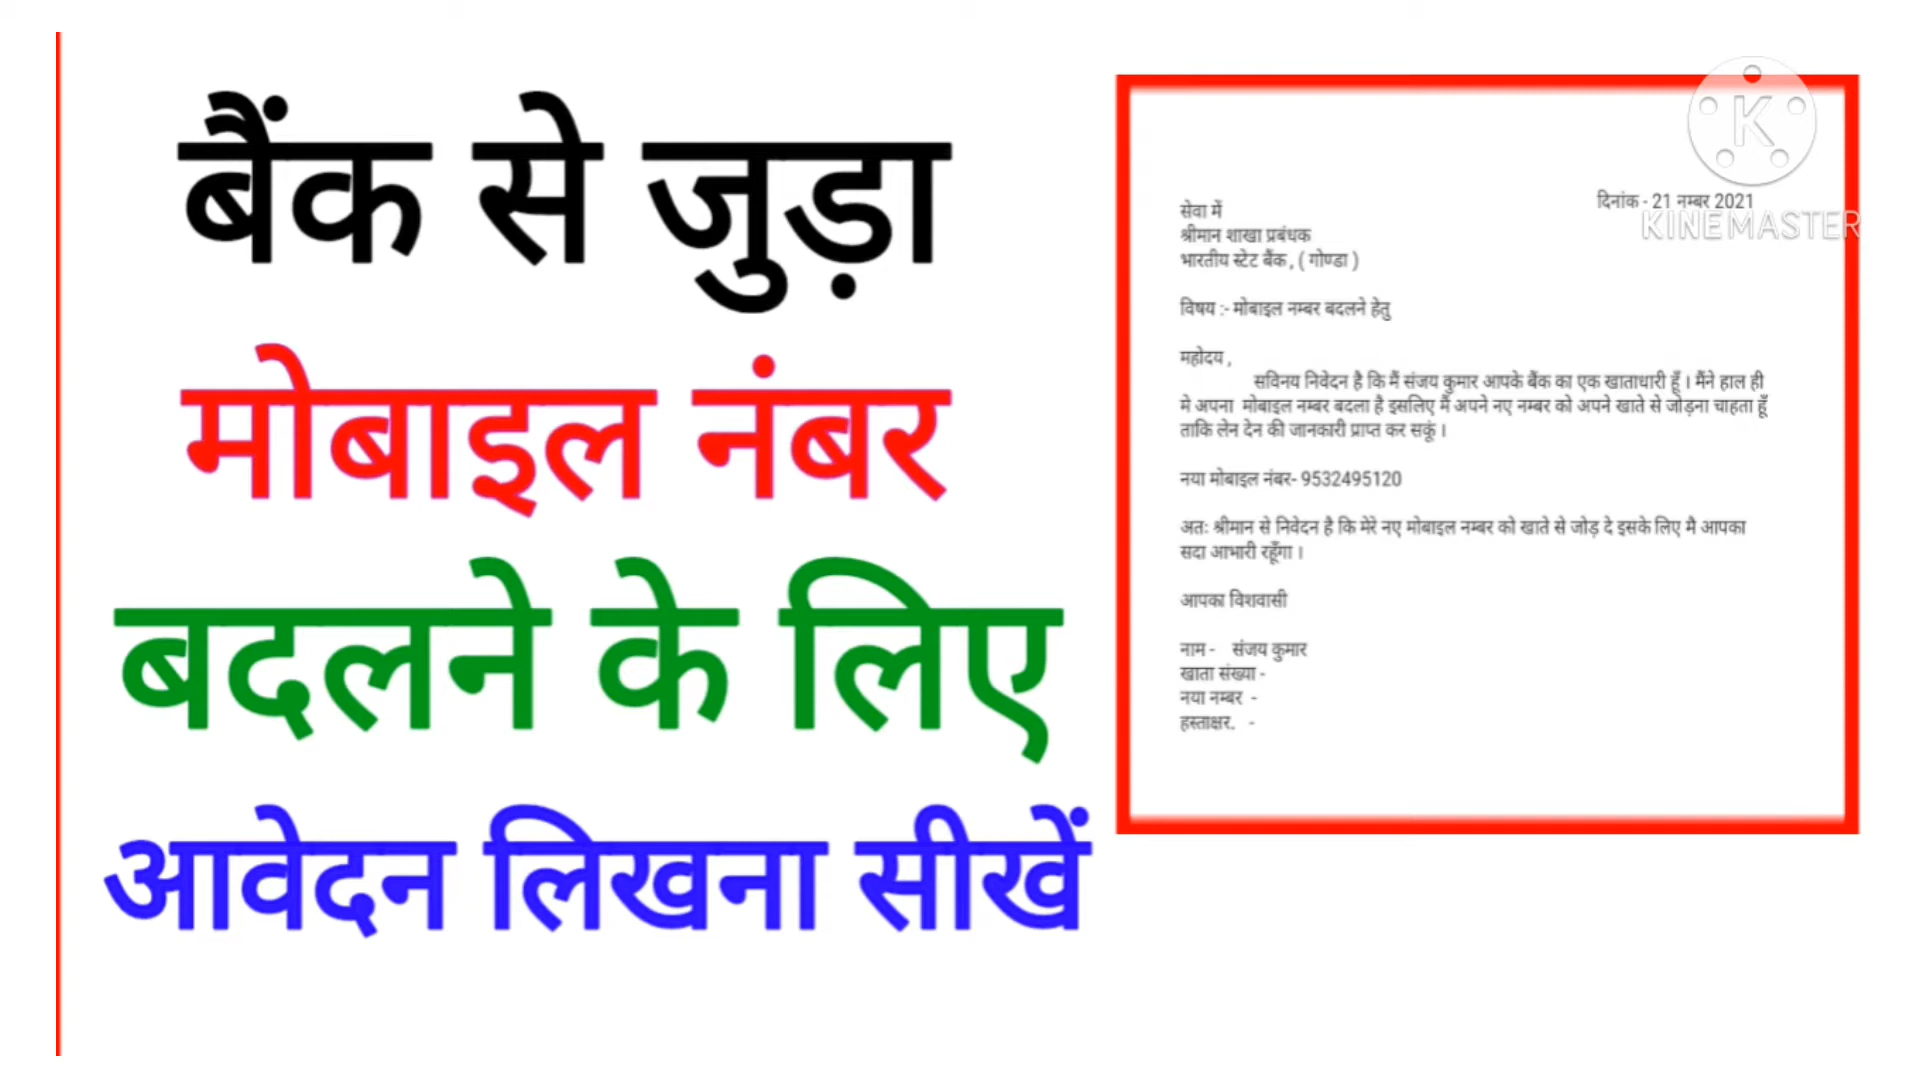 बैंक से जुड़ा
मोबाइल नंबर
बदलने के लिए
आवेदन लिखना सीखें
KINEMASTER
दिनांक - 21 नम्बर 2021
सेवा में
श्रीमान शाखा प्रबंधक
भारतीय स्टेट बैंक , ( गोण्डा )
विषय :- मोबाइल नम्बर बदलने हेतु
महोदय ,
सविनय निवेदन है कि मैं संजय कुमार आपके बैंक का एक खाताधारी हूँ । मैंने हाल ही
मे अपना मोबाइल नम्बर बदला है इसलिए मैं अपने नए नम्बर को अपने खाते से जोड़ना चाहता हूँ
ताकि लेन देन की जानकारी प्राप्त कर सकूं ।
नया मोबाइल नंबर- 9532495120
अतः श्रीमान से निवेदन है कि मेरे नए मोबाइल नम्बर को खाते से जोड़ दे इसके लिए मै आपका
सदा आभारी रहूँगा ।
आपका विशवासी
नाम - संजय कुमार
खाता संख्या -
नया नम्बर -
हस्ताक्षर. -